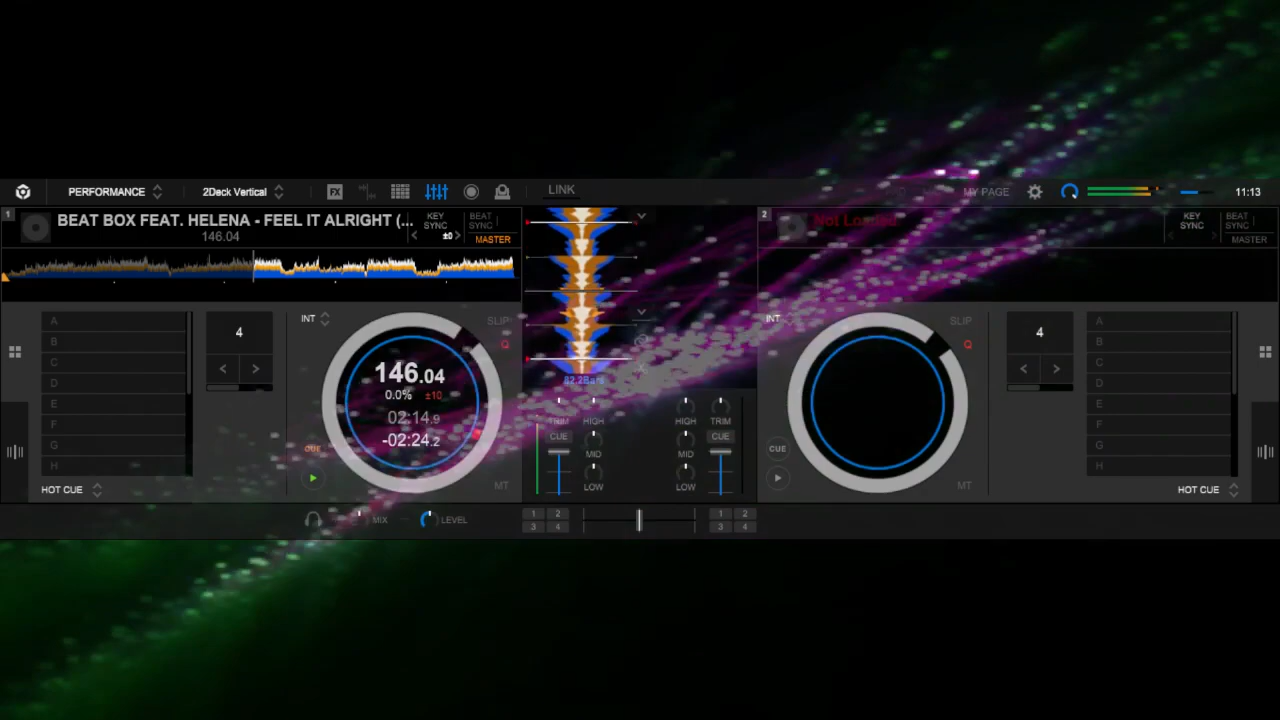 PERFORMANCE 2Deck Vertical FX LINK MY PAGE 11:13
1 BEAT BOX FEAT. HELENA - FEEL IT ALRIGHT (... KEY SYNC BEAT SYNC
146.04 ±0 MASTER
2 Not Loaded KEY SYNC BEAT SYNC
MASTER
A
B
C
D
E
F
G
H
HOT CUE
4
INT
SLIP
Q
146.04
0.0% ±10
02:14.9
-02:24.2
CUE
MT
82.2Bars
TRIM HIGH HIGH TRIM
CUE CUE
MID MID
LOW LOW
INT
SLIP
Q
CUE
MT
4
A
B
C
D
E
F
G
H
HOT CUE
MIX LEVEL
1 2 1 2
3 4 3 4